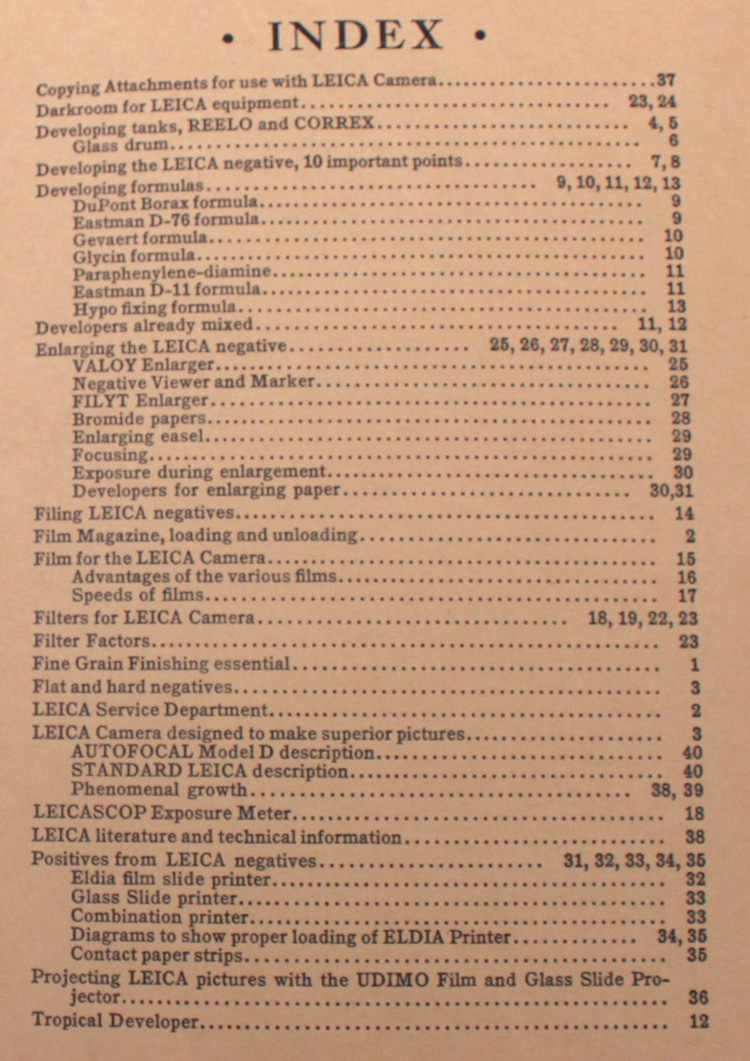 • INDEX •
Copying Attachments for use with LEICA Camera........................37
Darkroom for LEICA equipment.................................. 23, 24
Developing tanks, REELO and CORREX........................... 4, 5
Glass drum.................................................. 6
Developing the LEICA negative, 10 important points.................. 7, 8
Developing formulas.................................... 9, 10, 11, 12, 13
DuPont Borax formula.......................................... 9
Eastman D-76 formula.......................................... 9
Gevaert formula............................................... 10
Glycin formula................................................ 10
Paraphenylene-diamine......................................... 11
Eastman D-11 formula.......................................... 11
Hypo fixing formula........................................... 13
Developers already mixed....................................... 11, 12
Enlarging the LEICA negative.................... 25, 26, 27, 28, 29, 30, 31
VALOY Enlarger................................................ 25
Negative Viewer and Marker.................................... 26
FILYT Enlarger................................................ 27
Bromide papers................................................ 28
Enlarging easel............................................... 29
Focusing...................................................... 29
Exposure during enlargement................................... 30
Developers for enlarging paper................................ 30,31
Filing LEICA negatives............................................. 14
Film Magazine, loading and unloading............................... 2
Film for the LEICA Camera.......................................... 15
Advantages of the various films............................... 16
Speeds of films............................................... 17
Filters for LEICA Camera.................................. 18, 19, 22, 23
Filter Factors..................................................... 23
Fine Grain Finishing essential..................................... 1
Flat and hard negatives............................................ 3
LEICA Service Department........................................... 2
LEICA Camera designed to make superior pictures.................... 3
AUTOFOCAL Model D description................................. 40
STANDARD LEICA description.................................... 40
Phenomenal growth............................................. 38, 39
LEICASCOP Exposure Meter........................................... 18
LEICA literature and technical information......................... 38
Positives from LEICA negatives....................... 31, 32, 33, 34, 35
Eldia film slide printer...................................... 32
Glass Slide printer........................................... 33
Combination printer........................................... 33
Diagrams to show proper loading of ELDIA Printer............. 34, 35
Contact paper strips.......................................... 35
Projecting LEICA pictures with the UDIMO Film and Glass Slide Pro-
jector........................................................ 36
Tropical Developer................................................. 12